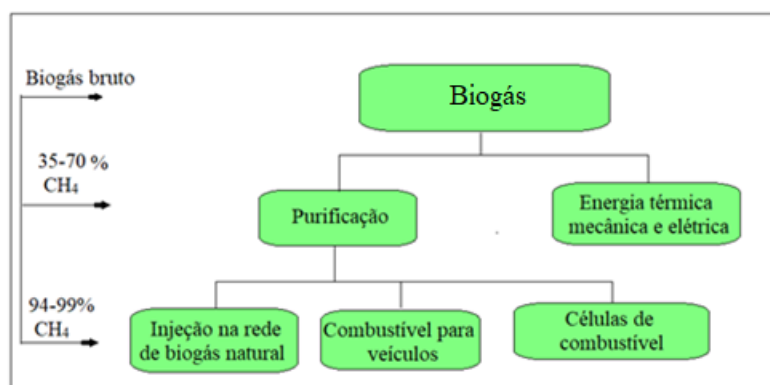 Biogás bruto
Biogás
35-70 %
CH₄
Purificação
Energia térmica
mecânica e elétrica
94-99%
CH₄
Injeção na rede
de biogás natural
Combustível para
veículos
Células de
combustível